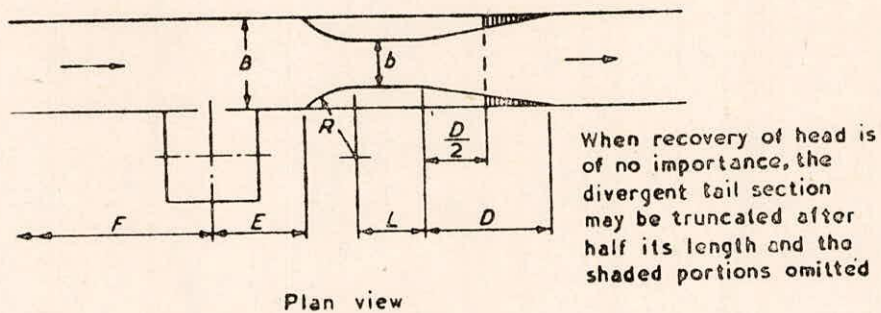 B
b
R
D
2
When recovery of head is
of no importance, the
divergent tail section
may be truncated after
half its length and the
shaded portions omitted
F
E
L
D
Plan view